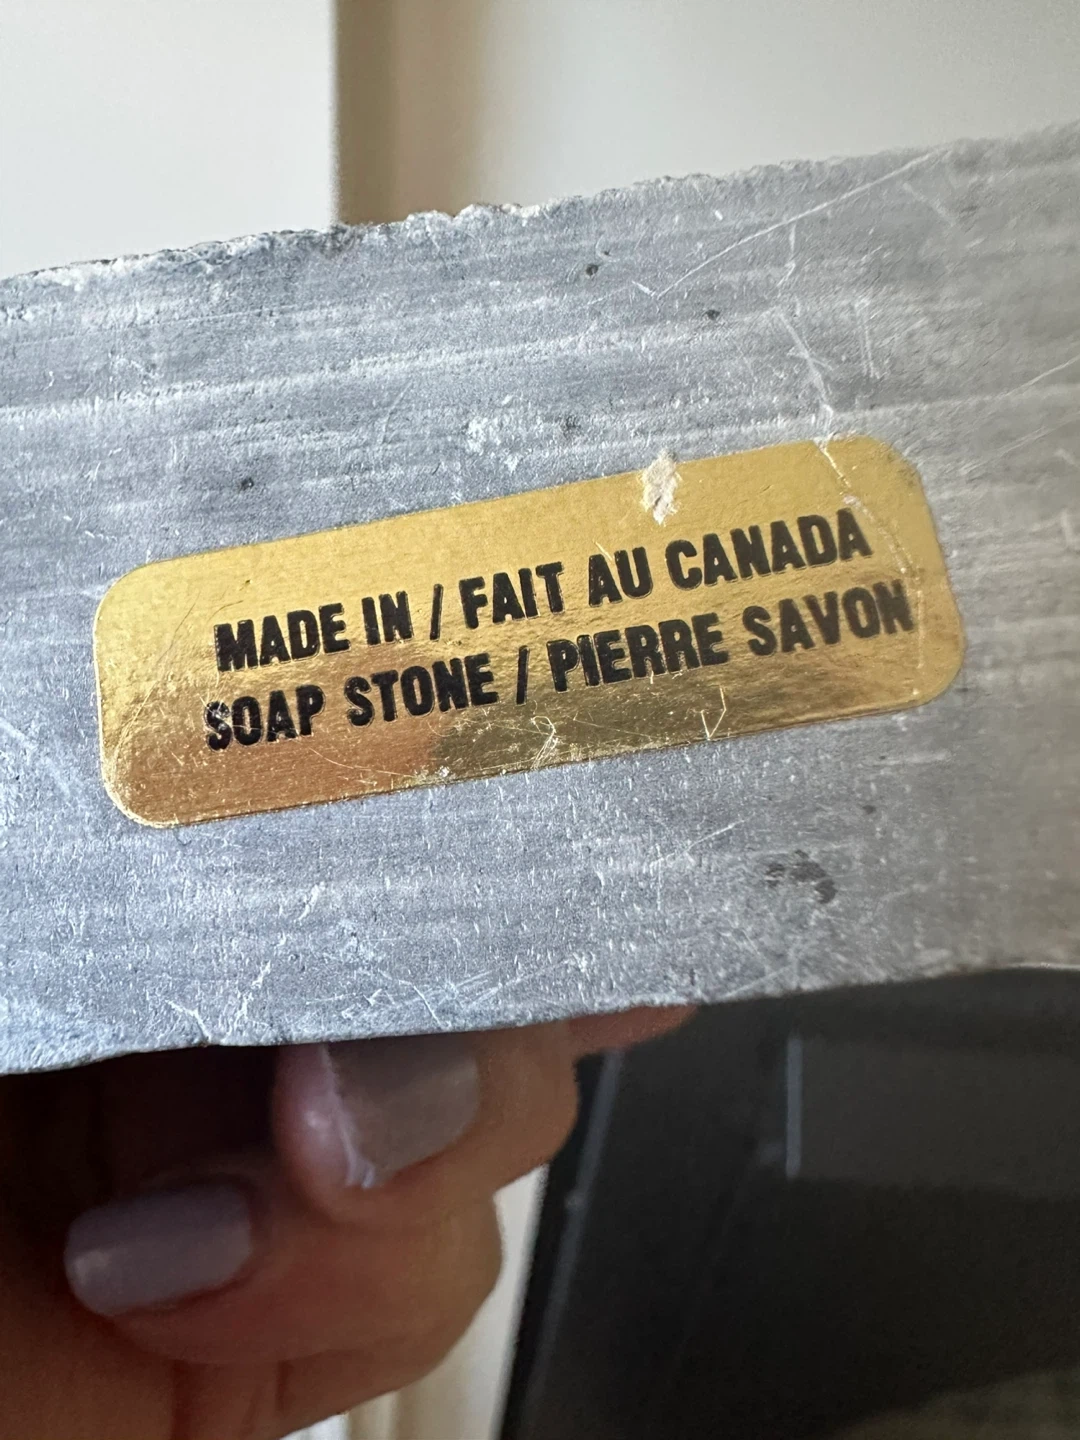 MADE IN / FAIT AU CANADA
SOAP STONE / PIERRE SAVON